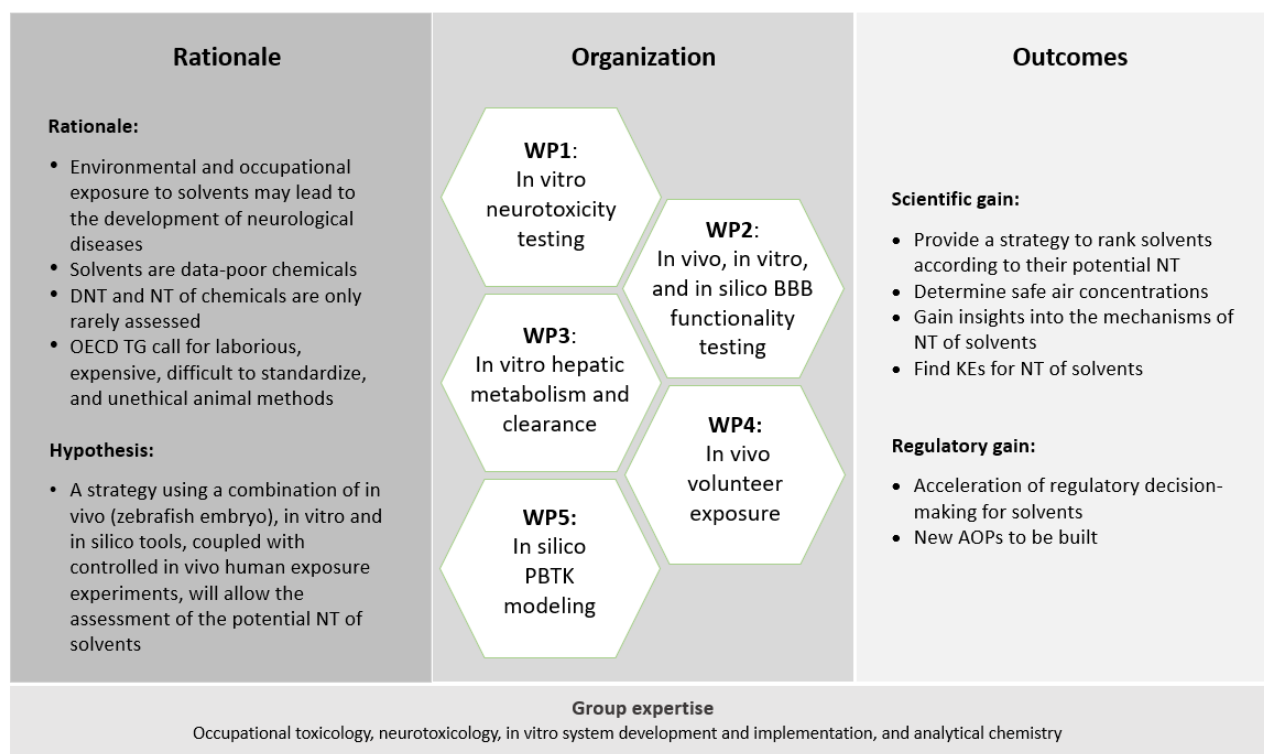 Rationale
Rationale:
• Environmental and occupational
exposure to solvents may lead to
the development of neurological
diseases
• Solvents are data-poor chemicals
• DNT and NT of chemicals are only
rarely assessed
• OECD TG call for laborious,
expensive, difficult to standardize,
and unethical animal methods
Hypothesis:
• A strategy using a combination of in
vivo (zebrafish embryo), in vitro and
in silico tools, coupled with
controlled in vivo human exposure
experiments, will allow the
assessment of the potential NT of
solvents
Organization
WP1:
In vitro
neurotoxicity
testing
WP2:
In vivo, in vitro,
and in silico BBB
functionality
testing
WP3:
In vitro hepatic
metabolism and
clearance
WP4:
In vivo
volunteer
exposure
WP5:
In silico
PBTK
modeling
Outcomes
Scientific gain:
• Provide a strategy to rank solvents
according to their potential NT
• Determine safe air concentrations
• Gain insights into the mechanisms of
NT of solvents
• Find KEs for NT of solvents
Regulatory gain:
• Acceleration of regulatory decision-
making for solvents
• New AOPs to be built
Group expertise
Occupational toxicology, neurotoxicology, in vitro system development and implementation, and analytical chemistry